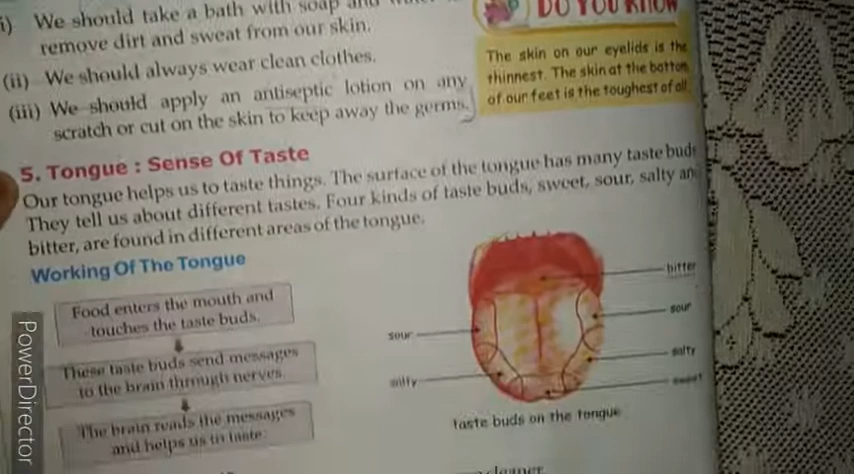 i) We should take a bath with soap and
remove dirt and sweat from our skin.
(ii) We should always wear clean clothes.
(iii) We should apply an antiseptic lotion on any
scratch or cut on the skin to keep away the germs.
DO YOU KNOW
The skin on our eyelids is the
thinnest. The skin at the bottom
of our feet is the toughest of all.
5. Tongue : Sense Of Taste
Our tongue helps us to taste things. The surface of the tongue has many taste buds
They tell us about different tastes. Four kinds of taste buds, sweet, sour, salty an
bitter, are found in different areas of the tongue.
Working Of The Tongue
Food enters the mouth and
touches the taste buds.
These taste buds send messages
to the brain through nerves.
The brain reads the messages
and helps us to taste.
bitter
sour
sour
salty
salty
sweet
taste buds on the tongue
cleaner
PowerDirector